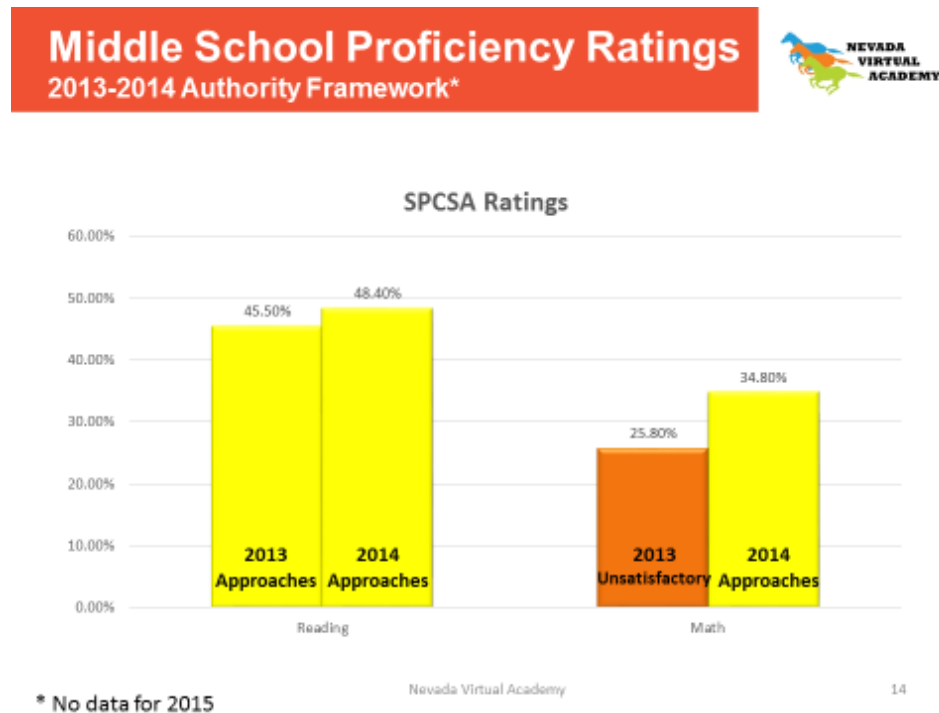 Middle School Proficiency Ratings
2013-2014 Authority Framework*
NEVADA
VIRTUAL
ACADEMY
SPCSA Ratings
60.00%
50.00%
40.00%
30.00%
20.00%
10.00%
0.00%
45.50%
48.40%
25.80%
34.80%
2013
Approaches
2014
Approaches
2013
Unsatisfactory
2014
Approaches
Reading
Math
* No data for 2015
Nevada Virtual Academy
14